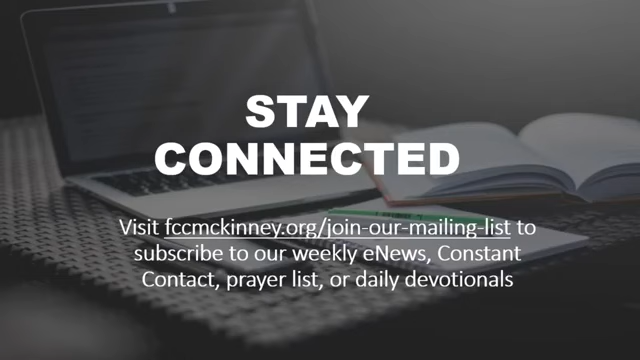 STAY
CONNECTED
Visit fccmckinney.org/join-our-mailing-list to
subscribe to our weekly eNews, Constant
Contact, prayer list, or daily devotionals